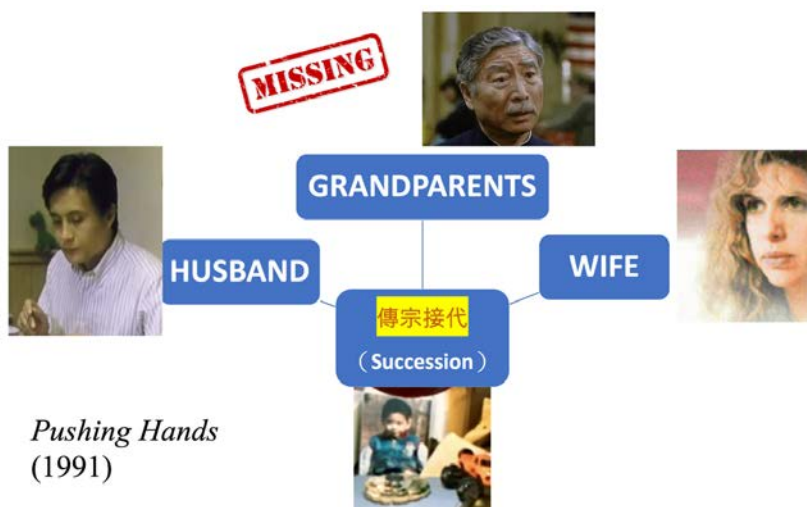 MISSING
GRANDPARENTS
HUSBAND
WIFE
傳宗接代
（Succession）
Pushing Hands
(1991)